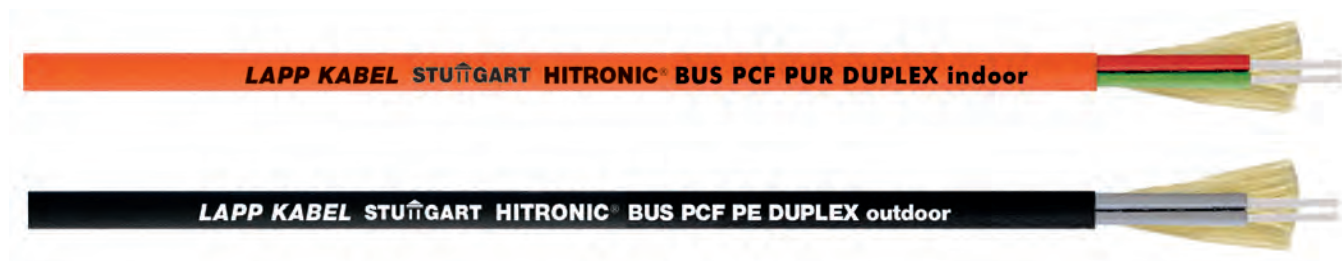 LAPP KABEL STUTTGART HITRONIC® BUS PCF PUR DUPLEX indoor
LAPP KABEL STUTTGART HITRONIC® BUS PCF PE DUPLEX outdoor